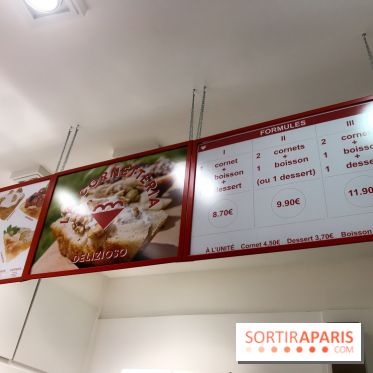 CORNETTERIA
DELIZIOSO
FORMULES
I
1 cornet
+
1 boisson
1 dessert
8.70€
II
2 cornets
+
1 boisson
(ou 1 dessert)
9.90€
III
2 cornets
+
1 boisson
+
1 dessert
11.90
À L'UNITÉ Cornet 4.50€ Dessert 3,70€ Boisson
SORTIRAPARIS
.COM